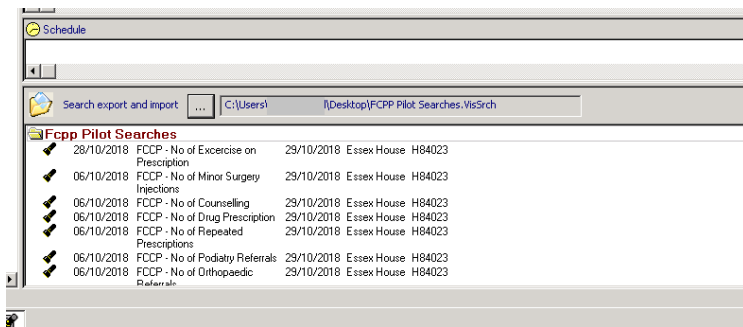 Schedule
Search export and import ... C:\Users\ l\Desktop\FCPP Pilot Searches.VisSrch
Fcpp Pilot Searches
28/10/2018 FCCP - No of Excercise on 29/10/2018 Essex House H84023
Prescription
06/10/2018 FCCP - No of Minor Surgery 29/10/2018 Essex House H84023
Injections
06/10/2018 FCCP - No of Counselling 29/10/2018 Essex House H84023
06/10/2018 FCCP - No of Drug Prescription 29/10/2018 Essex House H84023
06/10/2018 FCCP - No of Repeated 29/10/2018 Essex House H84023
Prescriptions
06/10/2018 FCCP - No of Podiatry Referrals 29/10/2018 Essex House H84023
06/10/2018 FCCP - No of Orthopaedic 29/10/2018 Essex House H84023
Referrals